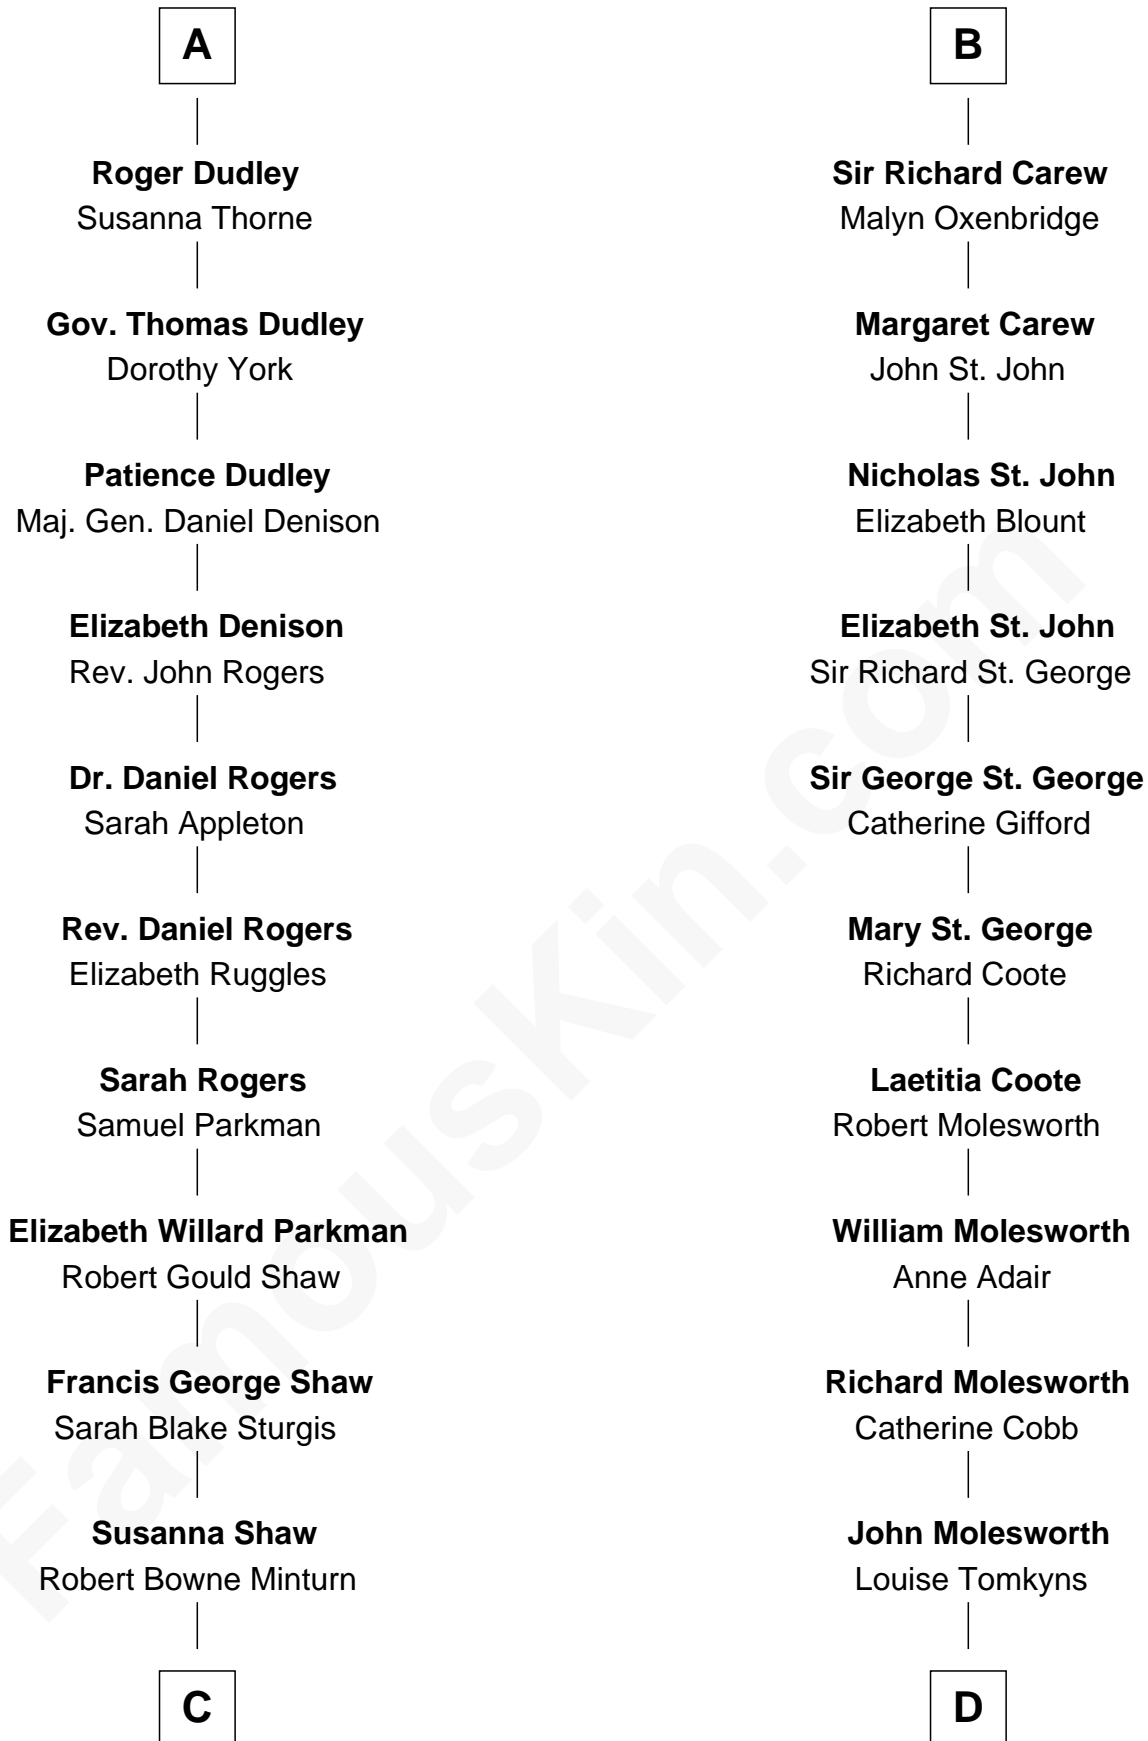 A
Roger Dudley
Susanna Thorne
Gov. Thomas Dudley
Dorothy York
Patience Dudley
Maj. Gen. Daniel Denison
Elizabeth Denison
Rev. John Rogers
Dr. Daniel Rogers
Sarah Appleton
Rev. Daniel Rogers
Elizabeth Ruggles
Sarah Rogers
Samuel Parkman
Elizabeth Willard Parkman
Robert Gould Shaw
Francis George Shaw
Sarah Blake Sturgis
Susanna Shaw
Robert Bowne Minturn
C
B
Sir Richard Carew
Malyn Oxenbridge
Margaret Carew
John St. John
Nicholas St. John
Elizabeth Blount
Elizabeth St. John
Sir Richard St. George
Sir George St. George
Catherine Gifford
Mary St. George
Richard Coote
Laetitia Coote
Robert Molesworth
William Molesworth
Anne Adair
Richard Molesworth
Catherine Cobb
John Molesworth
Louise Tomkyns
D
FamousKin.com